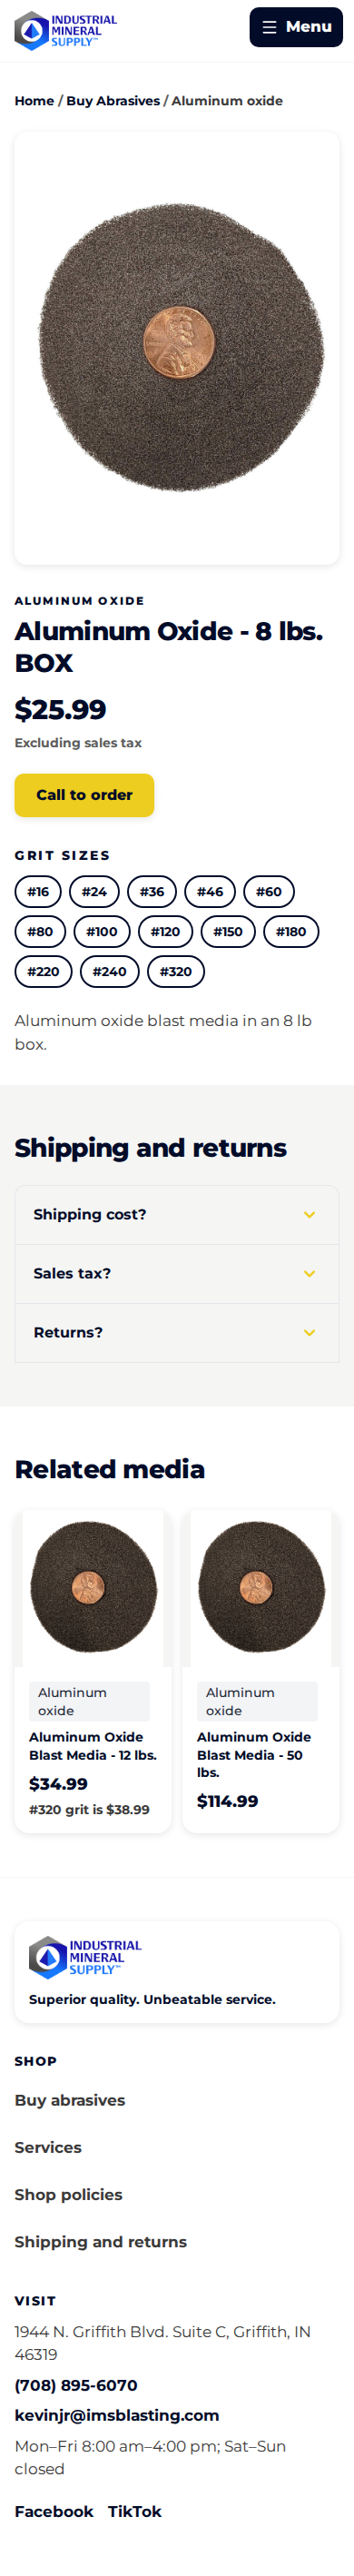 INDUSTRIAL
MINERAL
SUPPLY™
Menu
Home / Buy Abrasives / Aluminum oxide
ALUMINUM OXIDE
Aluminum Oxide - 8 lbs.
BOX
$25.99
Excluding sales tax
Call to order
GRIT SIZES
#16 #24 #36 #46 #60
#80 #100 #120 #150 #180
#220 #240 #320
Aluminum oxide blast media in an 8 lb
box.
Shipping and returns
Shipping cost?
Sales tax?
Returns?
Related media
Aluminum
oxide
Aluminum Oxide
Blast Media - 12 lbs.
$34.99
#320 grit is $38.99
Aluminum
oxide
Aluminum Oxide
Blast Media - 50
lbs.
$114.99
INDUSTRIAL
MINERAL
SUPPLY™
Superior quality. Unbeatable service.
SHOP
Buy abrasives
Services
Shop policies
Shipping and returns
VISIT
1944 N. Griffith Blvd. Suite C, Griffith, IN
46319
(708) 895-6070
kevinjr@imsblasting.com
Mon–Fri 8:00 am–4:00 pm; Sat–Sun
closed
Facebook TikTok